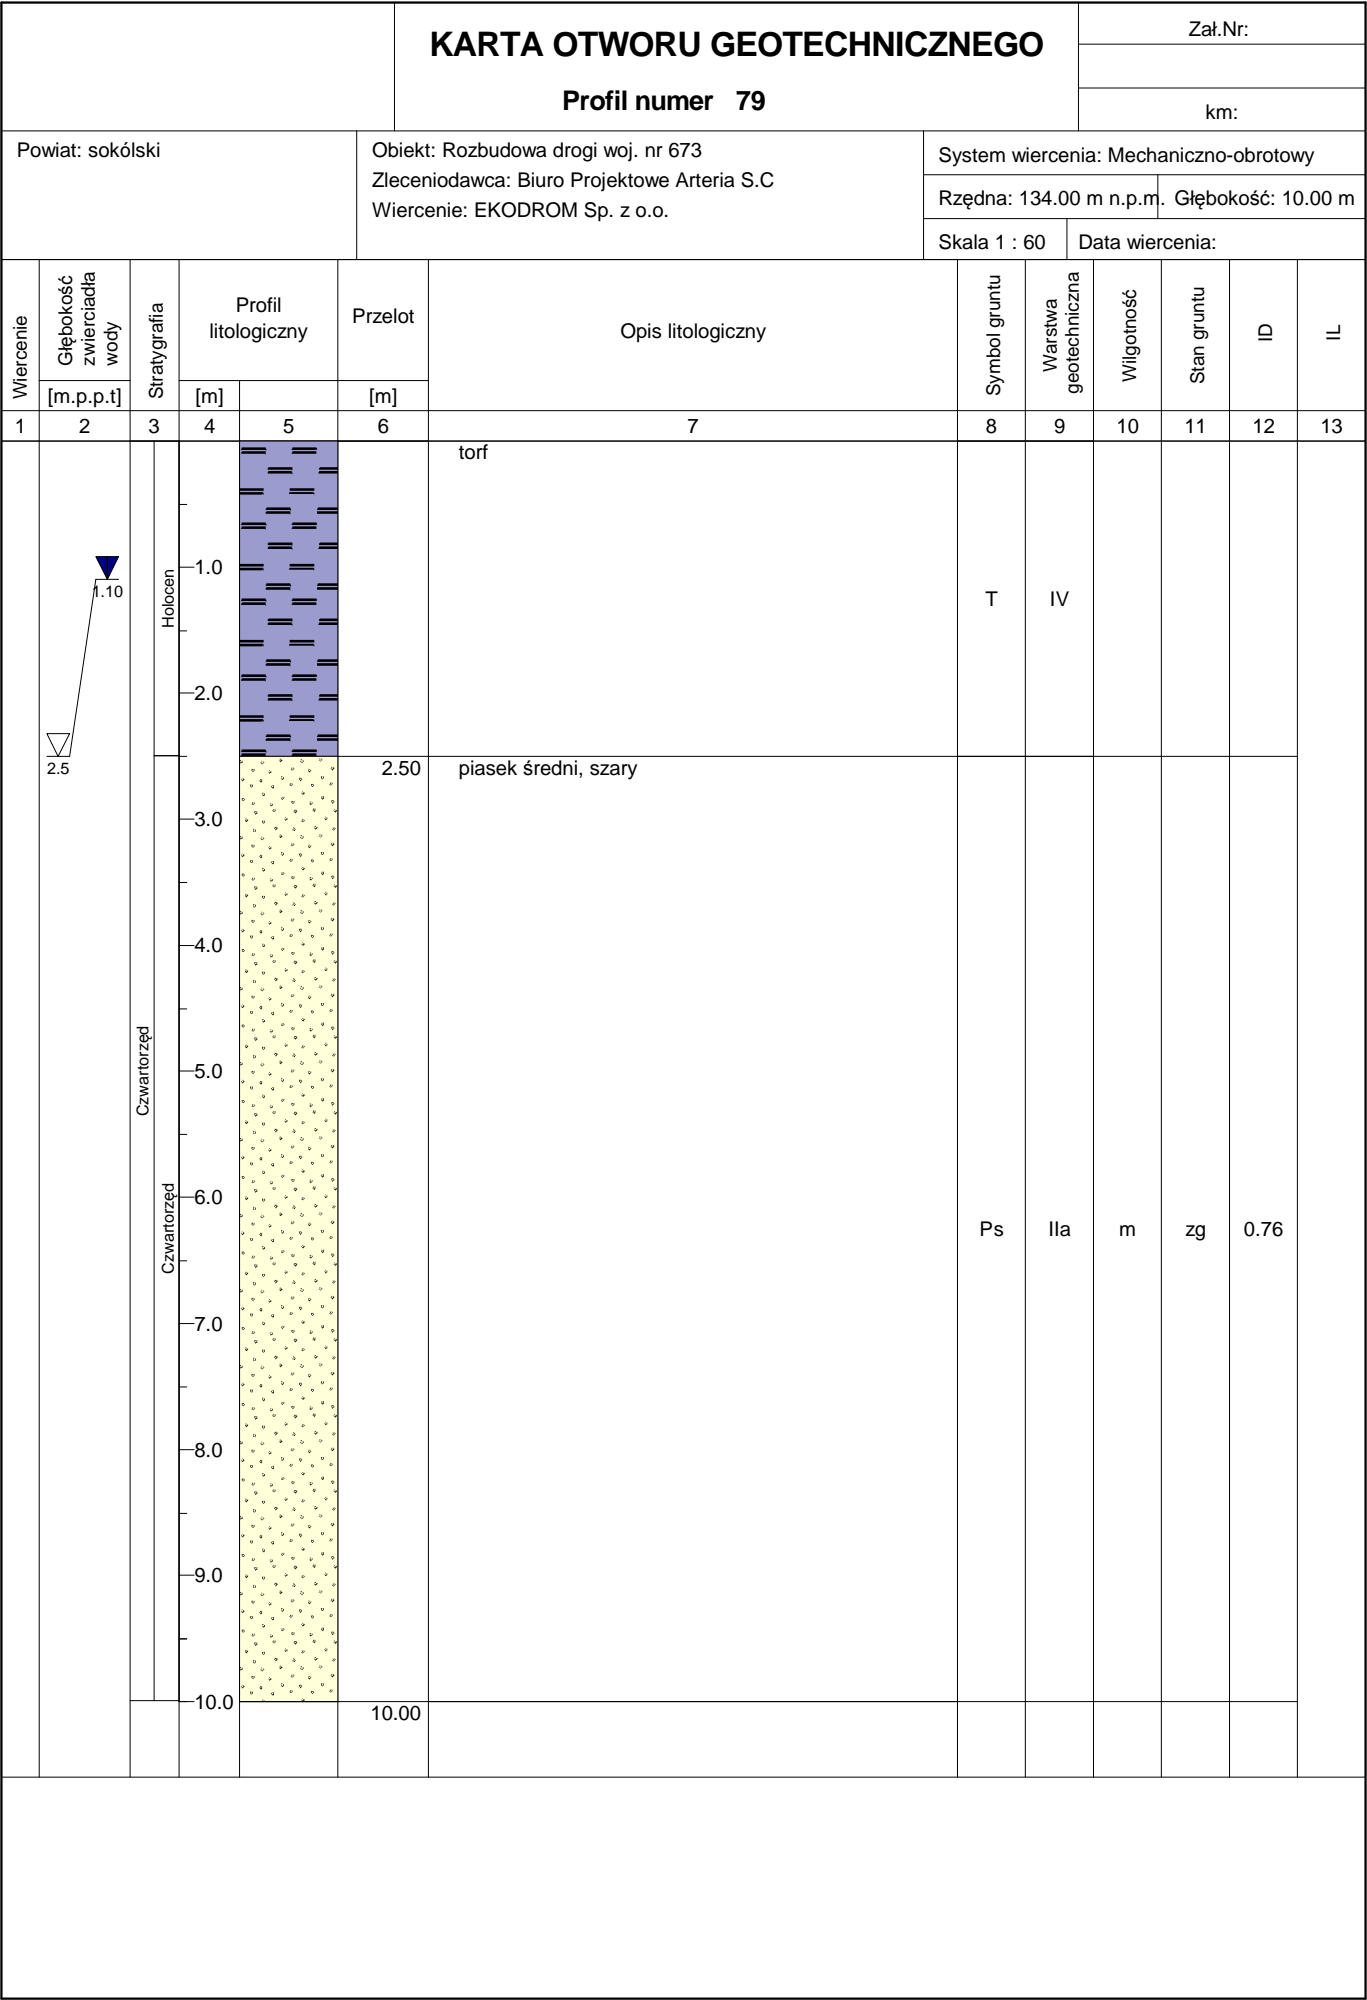 KARTA OTWORU GEOTECHNICZNEGO
Profil numer 79
Zał.Nr:
km:
Powiat: sokólski
Obiekt: Rozbudowa drogi woj. nr 673
Zleceniodawca: Biuro Projektowe Arteria S.C
Wiercenie: EKODROM Sp. z o.o.
System wiercenia: Mechaniczno-obrotowy
Rzędna: 134.00 m n.p.m. Głębokość: 10.00 m
Skala 1 : 60 Data wiercenia:
Wiercenie
Głębokość
zwierciadła
wody
[m.p.p.t]
Stratygrafia
Profil
litologiczny
[m]
Przelot
[m]
Opis litologiczny
Symbol gruntu
Warstwa
geotechniczna
Wilgotność
Stan gruntu
ID
IL
1 2 3 4 5 6 7 8 9 10 11 12 13
torf
1.0
1.10
Holocen
T IV
2.0
2.5
2.50 piasek średni, szary
3.0
4.0
Czwartorzęd
5.0
Czwartorzęd
6.0
Ps IIa m zg 0.76
7.0
8.0
9.0
10.0
10.00